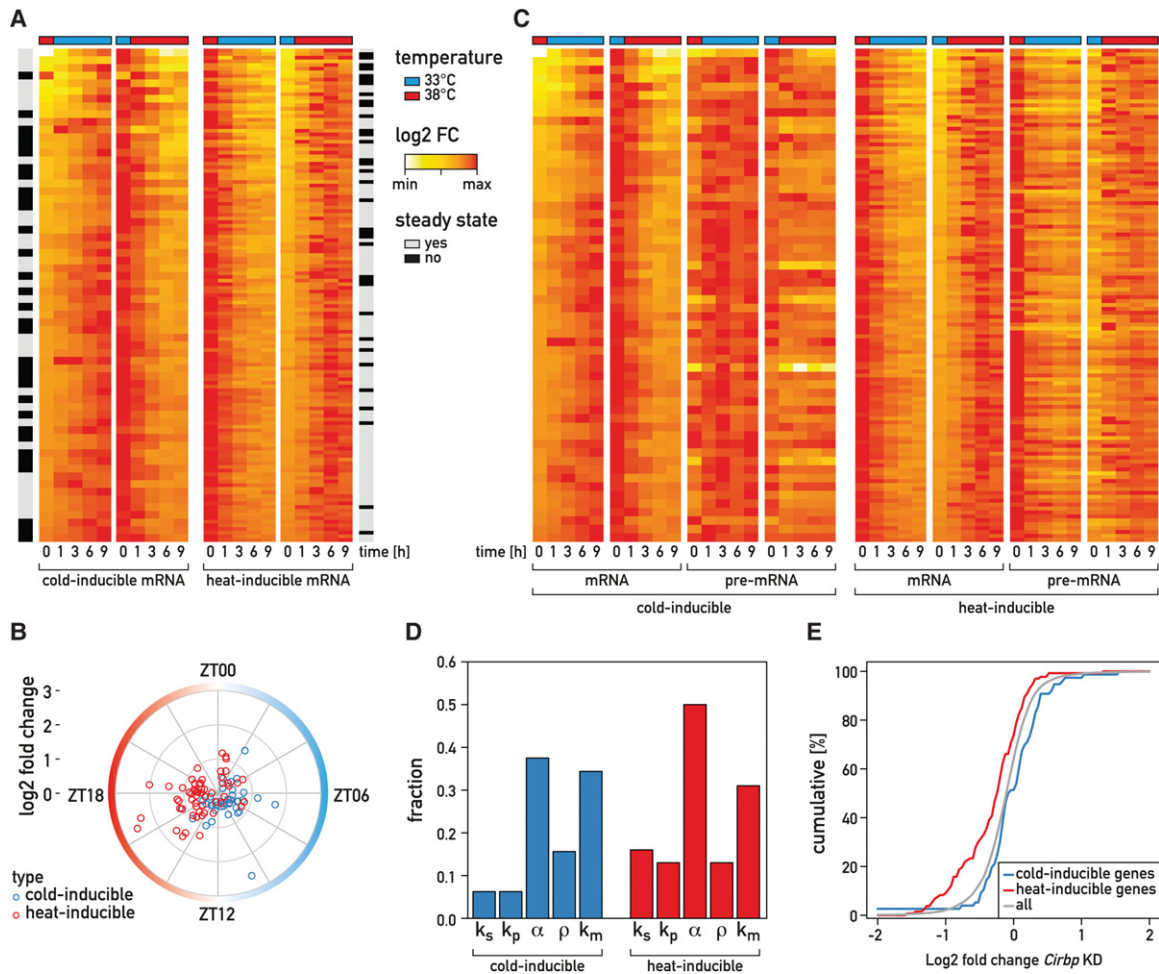 A
temperature
33°C
38°C
log2 FC
min max
steady state
yes
no
0 1 3 6 9 0 1 3 6 9 0 1 3 6 9 0 1 3 6 9 time [h]
cold-inducible mRNA heat-inducible mRNA
C
time [h] 0 1 3 6 9 0 1 3 6 9 0 1 3 6 9 0 1 3 6 9 0 1 3 6 9 0 1 3 6 9 0 1 3 6 9 0 1 3 6 9
mRNA pre-mRNA mRNA pre-mRNA
cold-inducible heat-inducible
B
log2 fold change
3
2
1
0
ZT00
ZT06
ZT12
ZT18
type
cold-inducible
heat-inducible
D
fraction
0.6
0.5
0.4
0.3
0.2
0.1
0.0
ks kp α ρ km ks kp α ρ km
cold-inducible heat-inducible
E
cumulative [%]
100
80
60
40
20
0
cold-inducible genes
heat-inducible genes
all
-2 -1 0 1 2
Log2 fold change Cirbp KD